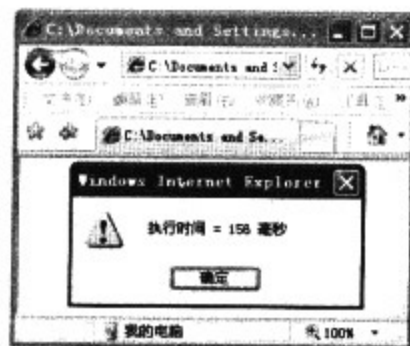 C:\Documents and Settings...
C:\Documents and S
C:\Documents and Se...
Windows Internet Explorer
执行时间 = 156 毫秒
确定
我的电脑
100%